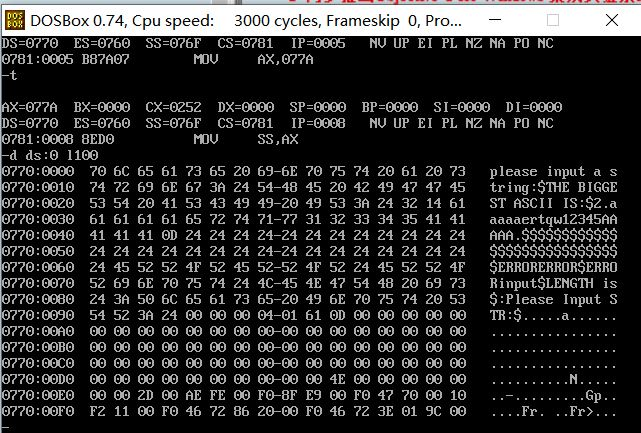 DOSBox 0.74, Cpu speed:     3000 cycles, Frameskip  0, Pro...
DS=0770  ES=0760  SS=076F  CS=0781  IP=0005   NV UP EI PL NZ NA PO NC
0781:0005 B87A07        MOV     AX,077A
-t
AX=077A  BX=0000  CX=0252  DX=0000  SP=0000  BP=0000  SI=0000  DI=0000
DS=0770  ES=0760  SS=076F  CS=0781  IP=0008   NV UP EI PL NZ NA PO NC
0781:0008 8ED0          MOV     SS,AX
-d ds:0 l100
0770:0000  70 6C 65 61 73 65 20 69-6E 70 75 74 20 61 20 73   please input a s
0770:0010  74 72 69 6E 67 3A 24 54-48 45 20 42 49 47 47 45   tring:$THE BIGGE
0770:0020  53 54 20 41 53 43 49 49-20 49 53 3A 24 32 14 61   ST ASCII IS:$2.a
0770:0030  61 61 61 61 65 72 74 71-77 31 32 33 34 35 41 41   aaaaertqw12345AA
0770:0040  41 41 41 0D 24 24 24 24-24 24 24 24 24 24 24 24   AAA.$$$$$$$$$$$$
0770:0050  24 24 24 24 24 24 24 24-24 24 24 24 24 24 24 24   $$$$$$$$$$$$$$$$
0770:0060  24 45 52 52 4F 52 45 52-52 4F 52 24 45 52 52 4F   $ERRORERROR$ERRO
0770:0070  52 69 6E 70 75 74 24 4C-45 4E 47 54 48 20 69 73   Rinput$LENGTH is
0770:0080  24 3A 50 6C 65 61 73 65-20 49 6E 70 75 74 20 53   $:Please Input S
0770:0090  54 52 3A 24 00 00 00 04-01 61 0D 00 00 00 00 00   TR:$.....a......
0770:00A0  00 00 00 00 00 00 00 00-00 00 00 00 00 00 00 00   ................
0770:00B0  00 00 00 00 00 00 00 00-00 00 00 00 00 00 00 00   ................
0770:00C0  00 00 00 00 00 00 00 00-00 00 00 00 00 00 00 00   ................
0770:00D0  00 00 00 00 00 00 00 00-00 00 4E 00 00 00 00 00   ..........N.....
0770:00E0  00 00 2D 00 AE FE 00 F0-8F E9 00 F0 47 70 00 10   ..-.........Gp..
0770:00F0  F2 11 00 F0 46 72 86 20-00 F0 46 72 3E 01 9C 00   ....Fr. ..Fr>...
-